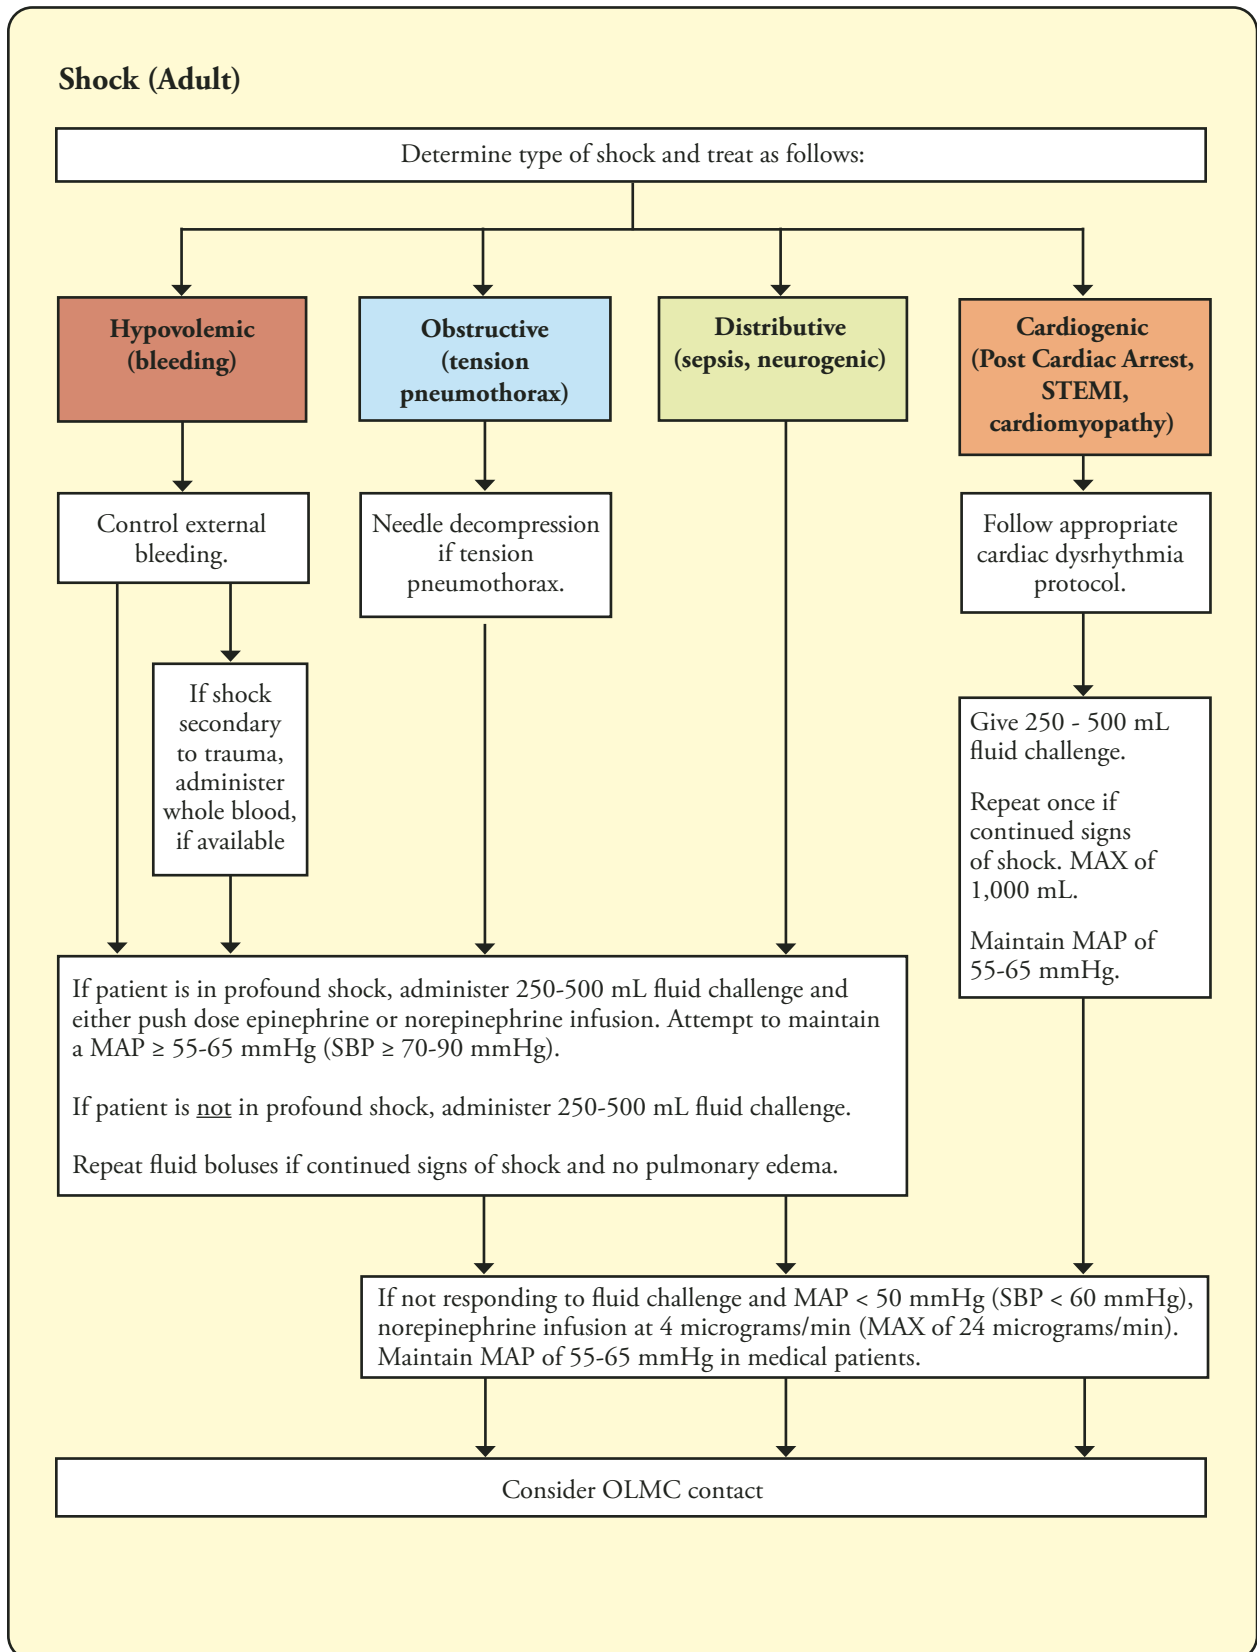 Shock (Adult)
Determine type of shock and treat as follows:
Hypovolemic
(bleeding)
Obstructive
(tension
pneumothorax)
Distributive
(sepsis, neurogenic)
Cardiogenic
(Post Cardiac Arrest,
STEMI,
cardiomyopathy)
Control external
bleeding.
Needle decompression
if tension
pneumothorax.
Follow appropriate
cardiac dysrhythmia
protocol.
If shock
secondary
to trauma,
administer
whole blood,
if available
Give 250 - 500 mL
fluid challenge.
Repeat once if
continued signs
of shock. MAX of
1,000 mL.
Maintain MAP of
55-65 mmHg.
If patient is in profound shock, administer 250-500 mL fluid challenge and
either push dose epinephrine or norepinephrine infusion. Attempt to maintain
a MAP ≥ 55-65 mmHg (SBP ≥ 70-90 mmHg).
If patient is not in profound shock, administer 250-500 mL fluid challenge.
Repeat fluid boluses if continued signs of shock and no pulmonary edema.
If not responding to fluid challenge and MAP < 50 mmHg (SBP < 60 mmHg),
norepinephrine infusion at 4 micrograms/min (MAX of 24 micrograms/min).
Maintain MAP of 55-65 mmHg in medical patients.
Consider OLMC contact